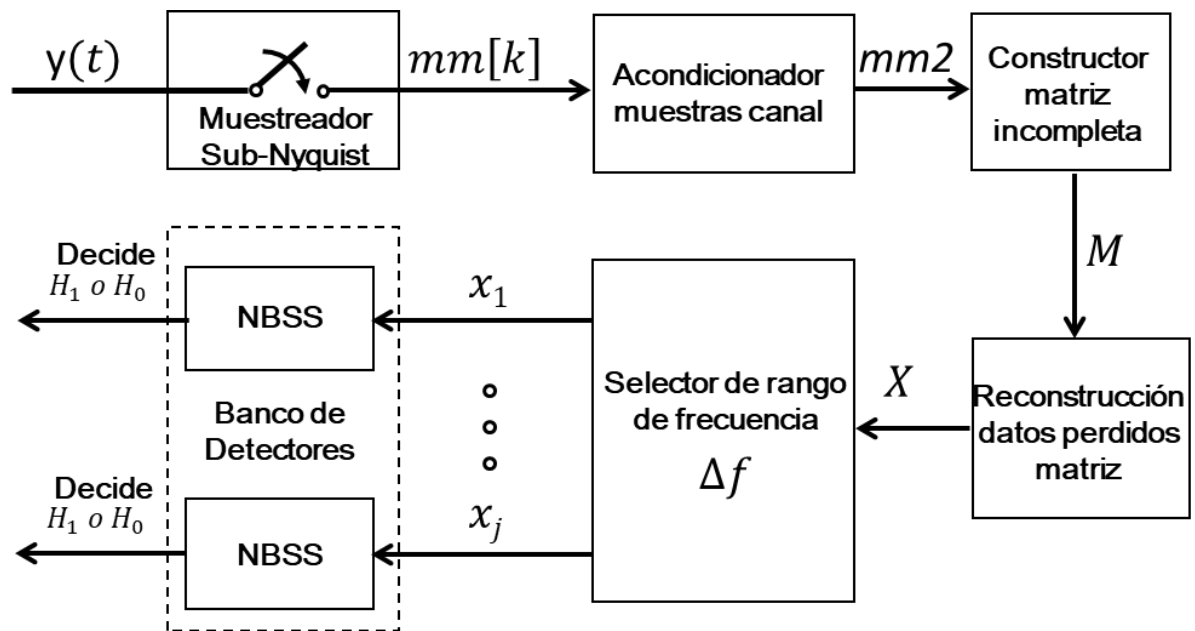 y(t)
Muestreador
Sub-Nyquist
mm[k]
Acondicionador
muestras canal
mm2
Constructor
matriz
incompleta
M
Reconstrucción
datos perdidos
matriz
X
Selector de rango
de frecuencia
Δf
x₁
xⱼ
NBSS
Banco de
Detectores
NBSS
Decide
H₁ o H₀
Decide
H₁ o H₀